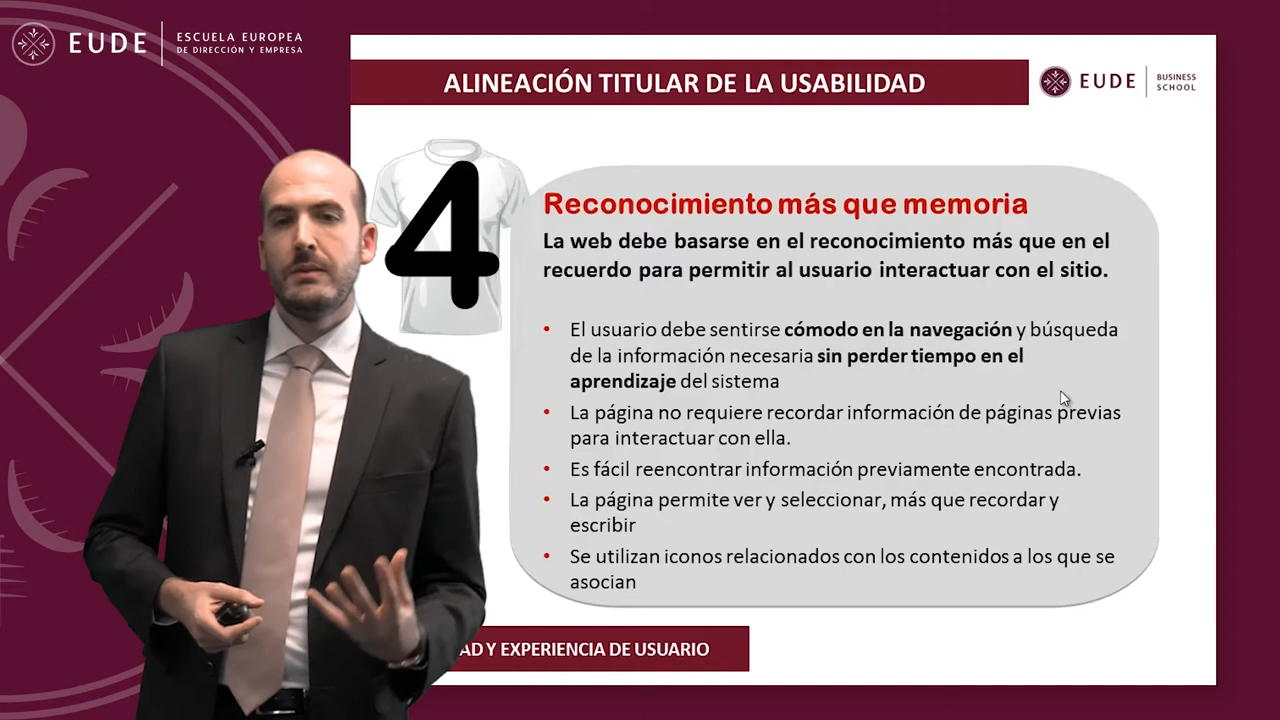 EUDE
ESCUELA EUROPEA
DE DIRECCIÓN Y EMPRESA
ALINEACIÓN TITULAR DE LA USABILIDAD
EUDE
BUSINESS
SCHOOL
4
Reconocimiento más que memoria
La web debe basarse en el reconocimiento más que en el
recuerdo para permitir al usuario interactuar con el sitio.
• El usuario debe sentirse cómodo en la navegación y búsqueda
de la información necesaria sin perder tiempo en el
aprendizaje del sistema
• La página no requiere recordar información de páginas previas
para interactuar con ella.
• Es fácil reencontrar información previamente encontrada.
• La página permite ver y seleccionar, más que recordar y
escribir
• Se utilizan iconos relacionados con los contenidos a los que se
asocian
AD Y EXPERIENCIA DE USUARIO